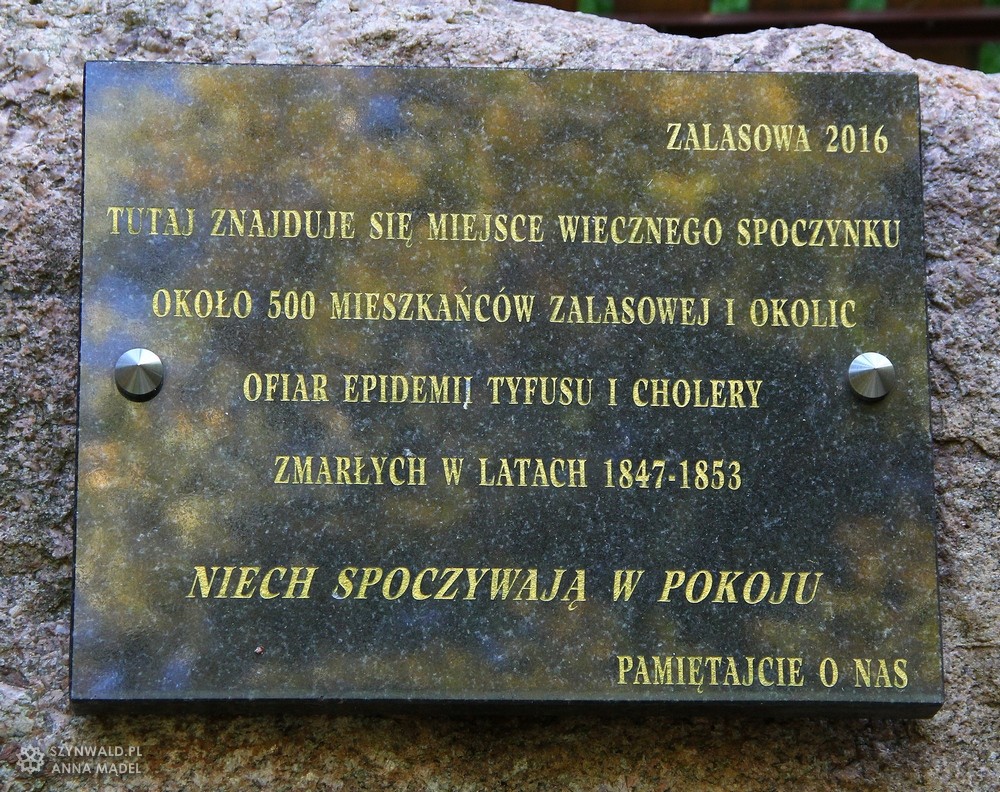 ZALASOWA 2016
TUTAJ ZNAJDUJE SIĘ MIEJSCE WIECZNEGO SPOCZYNKU
OKOŁO 500 MIESZKAŃCÓW ZALASOWEJ I OKOLIC
OFIAR EPIDEMII TYFUSU I CHOLERY
ZMARŁYCH W LATACH 1847-1853
NIECH SPOCZYWAJĄ W POKOJU
PAMIĘTAJCIE O NAS
SZYNWALD.PL
ANNA MĄDEL